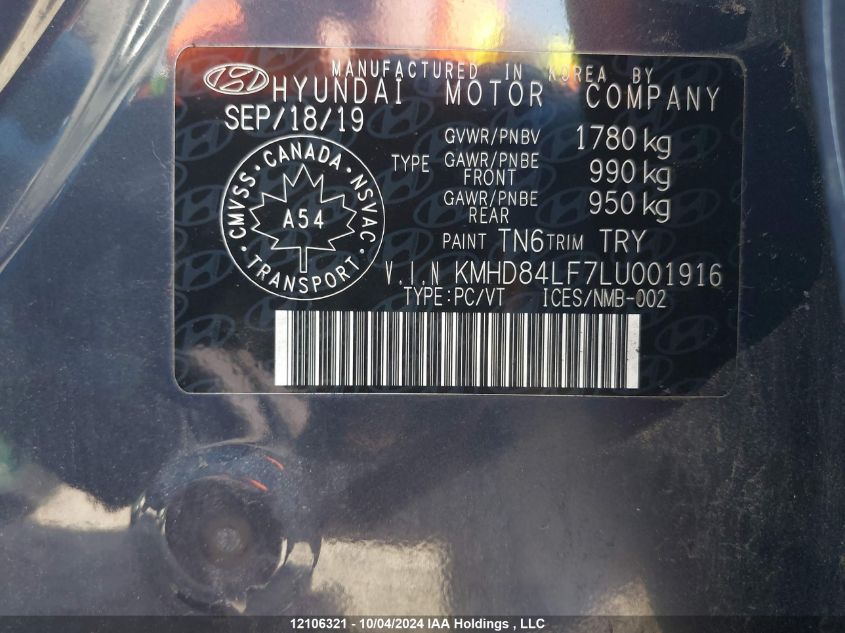 MANUFACTURED IN KOREA BY
HYUNDAI MOTOR COMPANY
SEP/18/19
CMVSS · CANADA · NSVAC
A54
TRANSPORT
TYPE
GVWR/PNBV 1780 kg
GAWR/PNBE FRONT 990 kg
GAWR/PNBE REAR 950 kg
PAINT TN6 TRIM TRY
V.I.N KMHD84LF7LU001916
TYPE:PC/VT ICES/NMB-002
12106321 - 10/04/2024 IAA Holdings , LLC